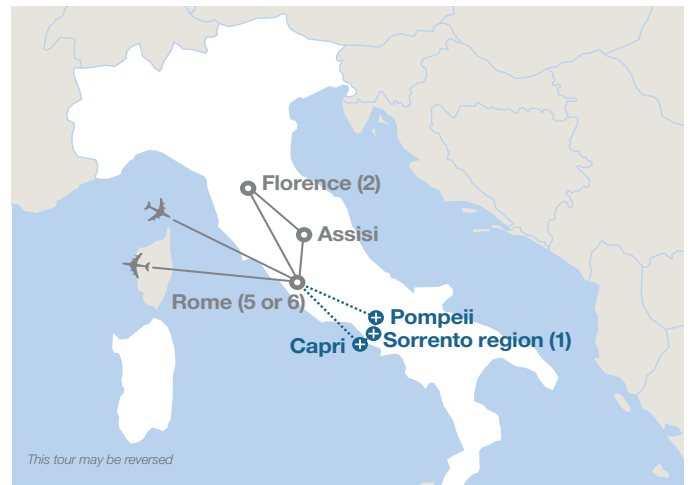 Florence (2)
Assisi
Rome (5 or 6)
Pompeii
Sorrento region (1)
Capri
This tour may be reversed